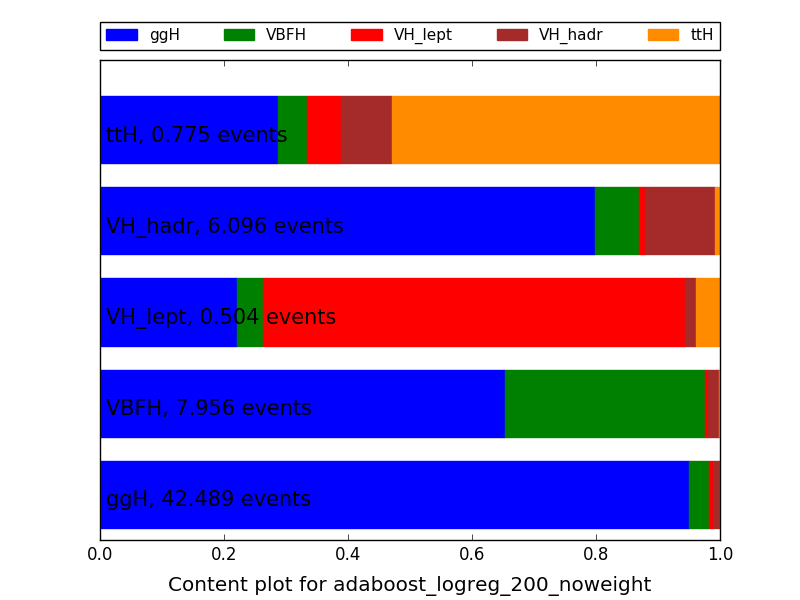 ggH VBFH VH_lept VH_hadr ttH
ttH, 0.775 events
VH_hadr, 6.096 events
VH_lept, 0.504 events
VBFH, 7.956 events
ggH, 42.489 events
0.0 0.2 0.4 0.6 0.8 1.0
Content plot for adaboost_logreg_200_noweight